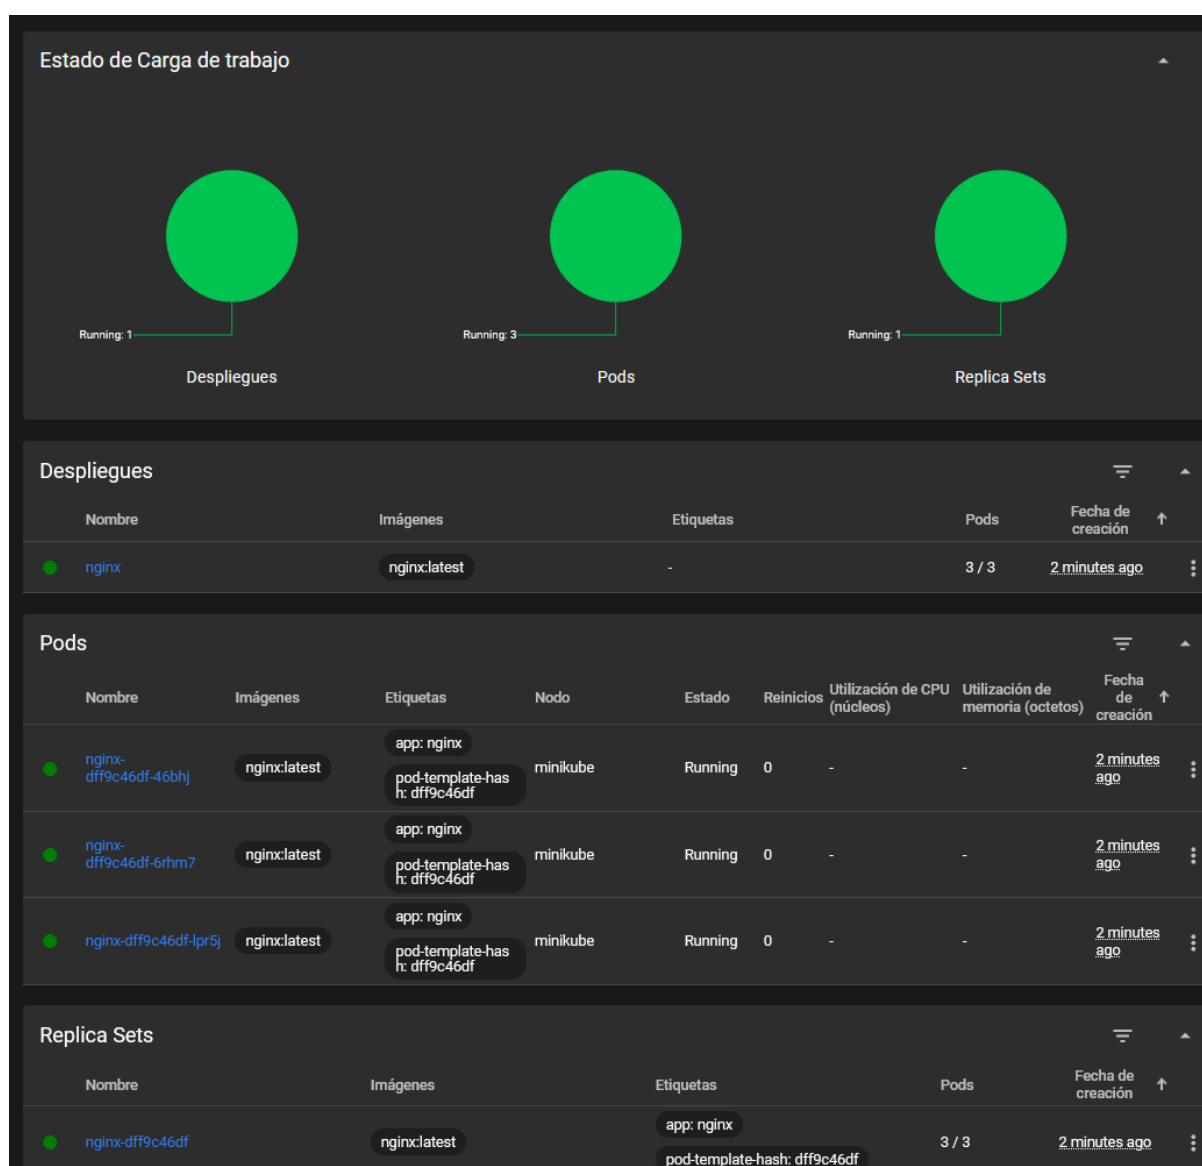 Estado de Carga de trabajo
Running: 1
Running: 3
Running: 1
Despliegues
Pods
Replica Sets
Despliegues
Nombre Imágenes Etiquetas Pods Fecha de creación
nginx nginx:latest - 3 / 3 2 minutes ago
Pods
Nombre Imágenes Etiquetas Nodo Estado Reinicios Utilización de CPU (núcleos) Utilización de memoria (octetos) Fecha de creación
nginx-dff9c46df-46bhj nginx:latest app: nginx pod-template-hash: dff9c46df minikube Running 0 - - 2 minutes ago
nginx-dff9c46df-6rhm7 nginx:latest app: nginx pod-template-hash: dff9c46df minikube Running 0 - - 2 minutes ago
nginx-dff9c46df-lpr5j nginx:latest app: nginx pod-template-hash: dff9c46df minikube Running 0 - - 2 minutes ago
Replica Sets
Nombre Imágenes Etiquetas Pods Fecha de creación
nginx-dff9c46df nginx:latest app: nginx pod-template-hash: dff9c46df 3 / 3 2 minutes ago